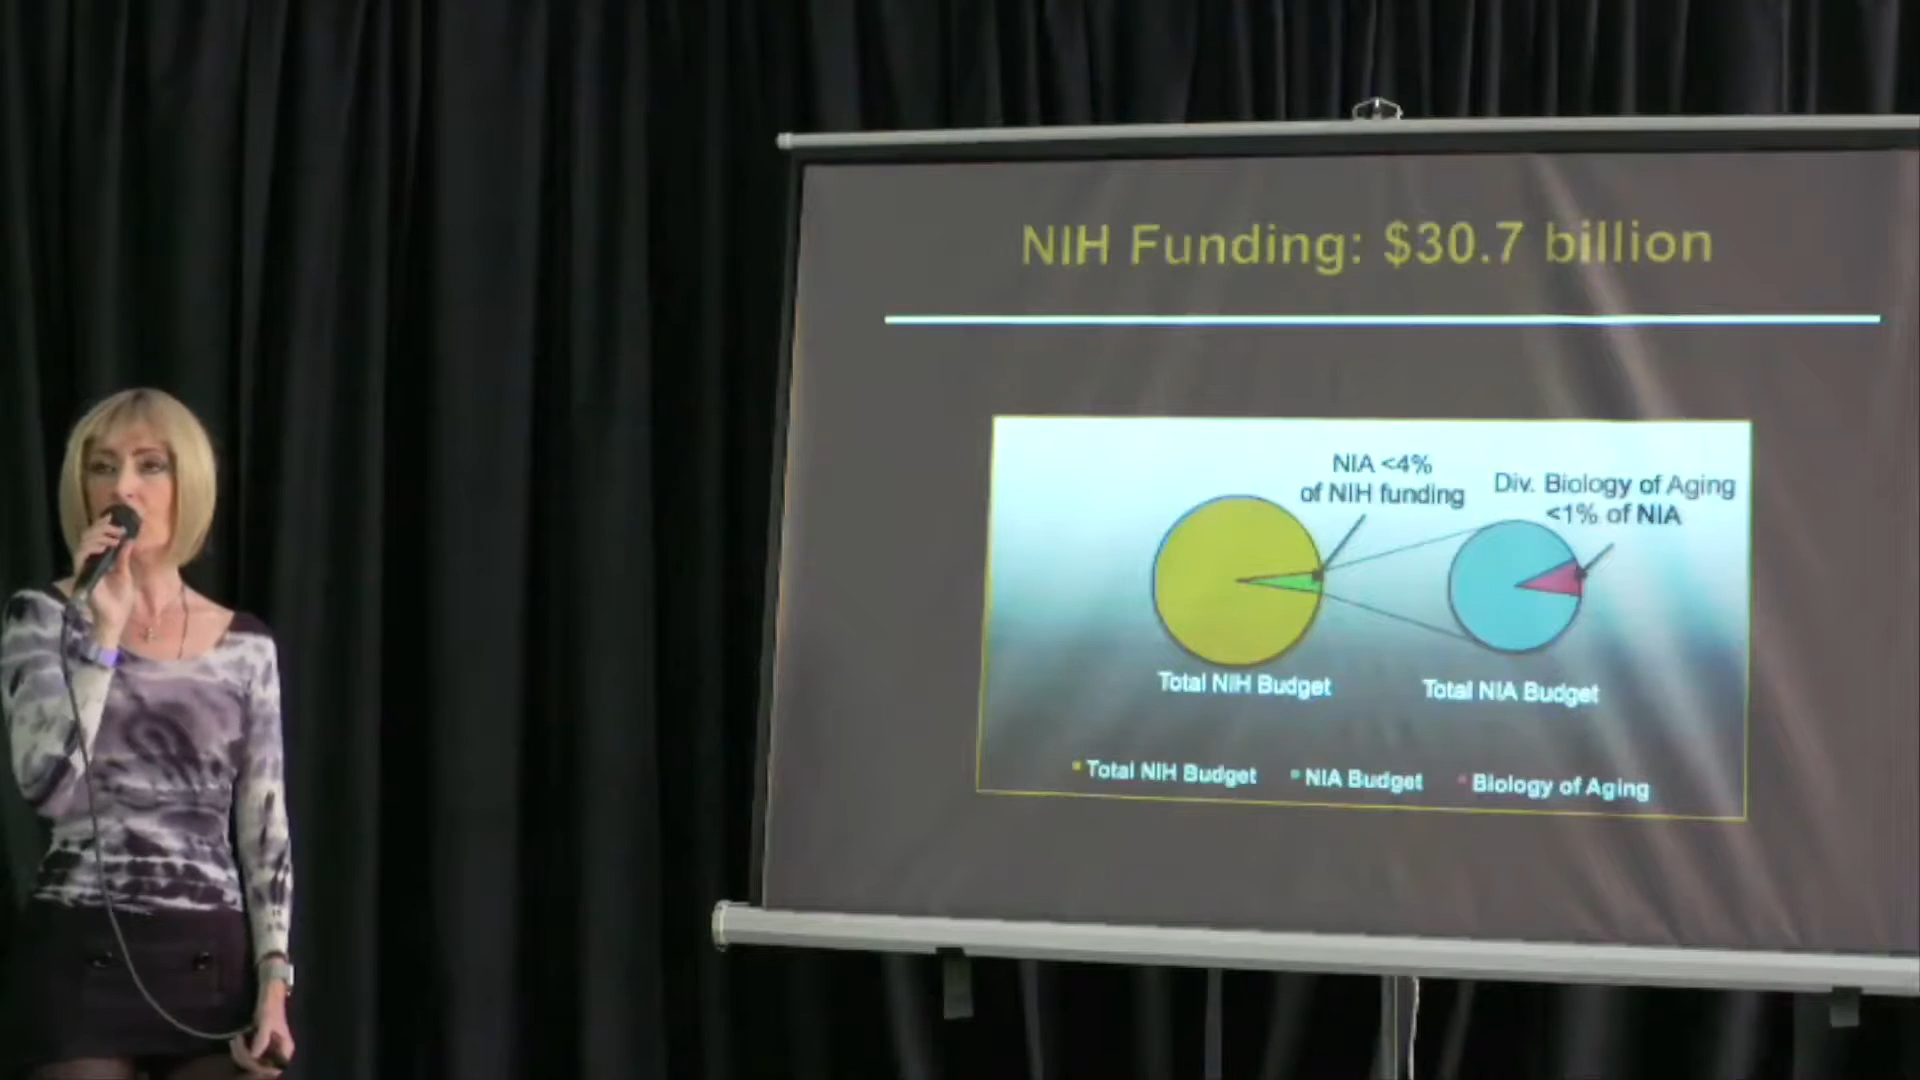 NIH Funding: $30.7 billion
NIA <4%
of NIH funding
Div. Biology of Aging
<1% of NIA
Total NIH Budget
Total NIA Budget
Total NIH Budget
NIA Budget
Biology of Aging